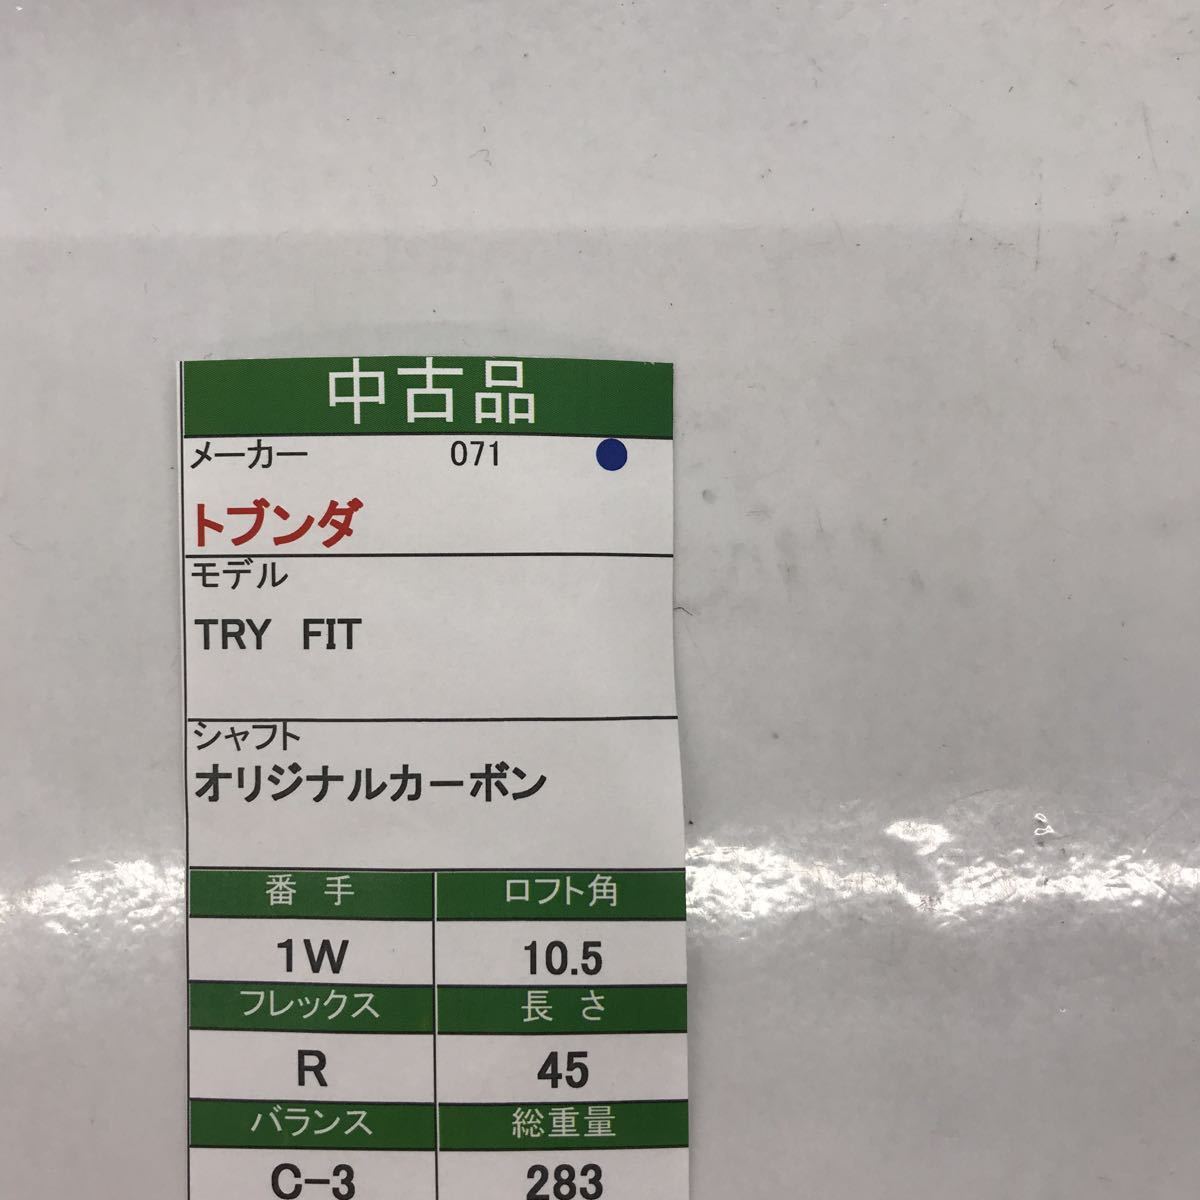 中古品
メーカー 071
トブンダ
モデル
TRY FIT
シャフト
オリジナルカーボン
番手 ロフト角
1W 10.5
フレックス 長さ
R 45
バランス 総重量
C-3 283